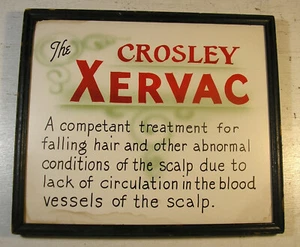 The CROSLEY
XERVAC
A competant treatment for
falling hair and other abnormal
conditions of the scalp due to
lack of circulation in the blood
vessels of the scalp.